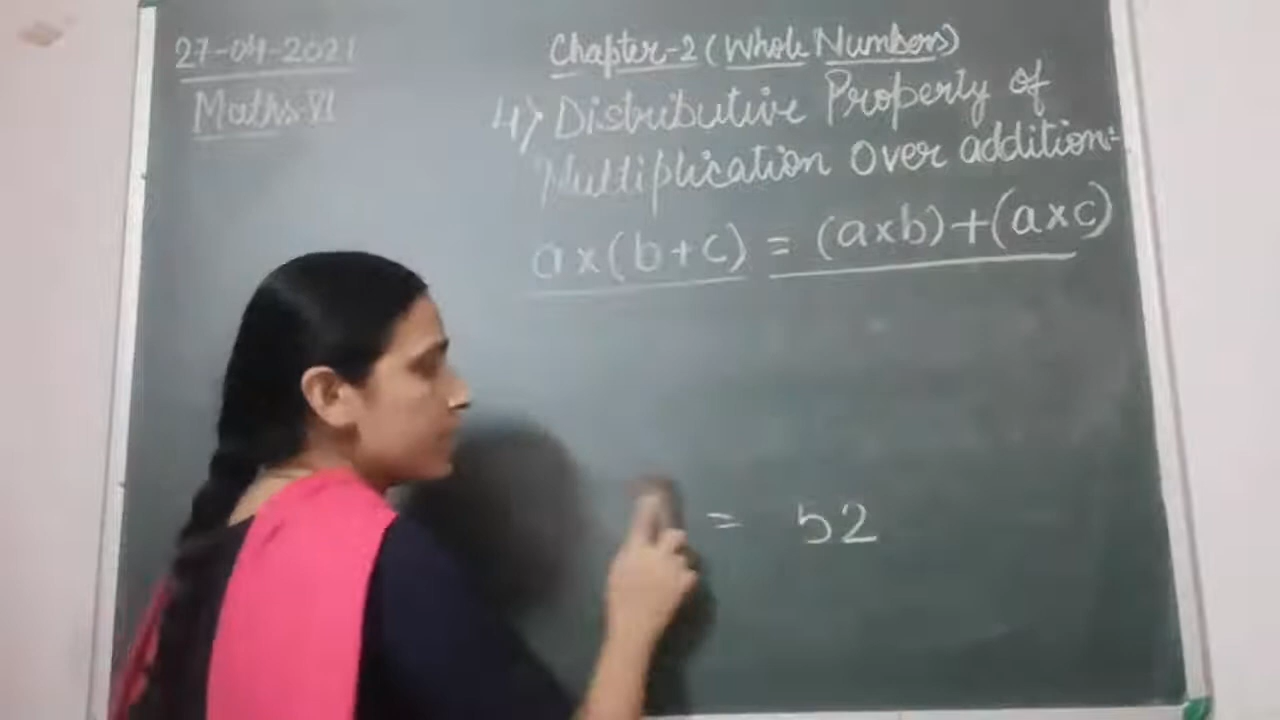 27-04-2021
Maths-VI
Chapter-2 (Whole Numbers)
4) Distributive Property of
Multiplication Over addition:-
a×(b+c) = (a×b)+(a×c)
= 52